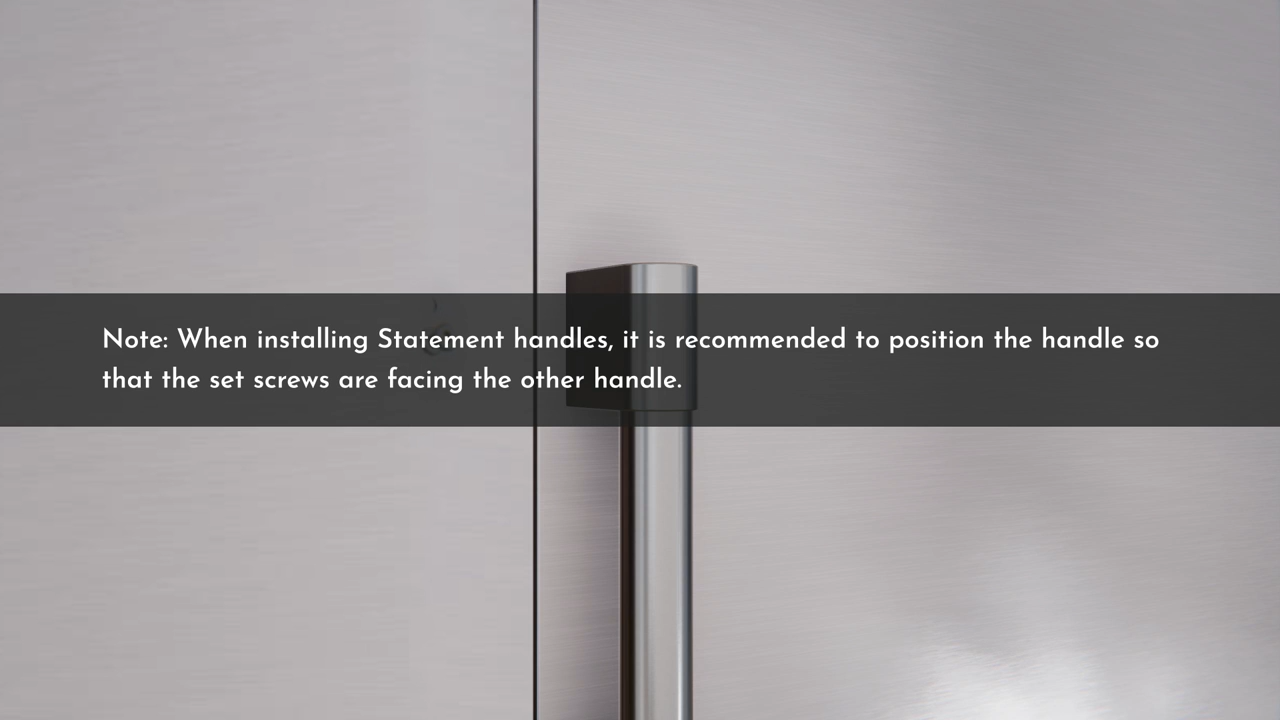 Note: When installing Statement handles, it is recommended to position the handle so
that the set screws are facing the other handle.